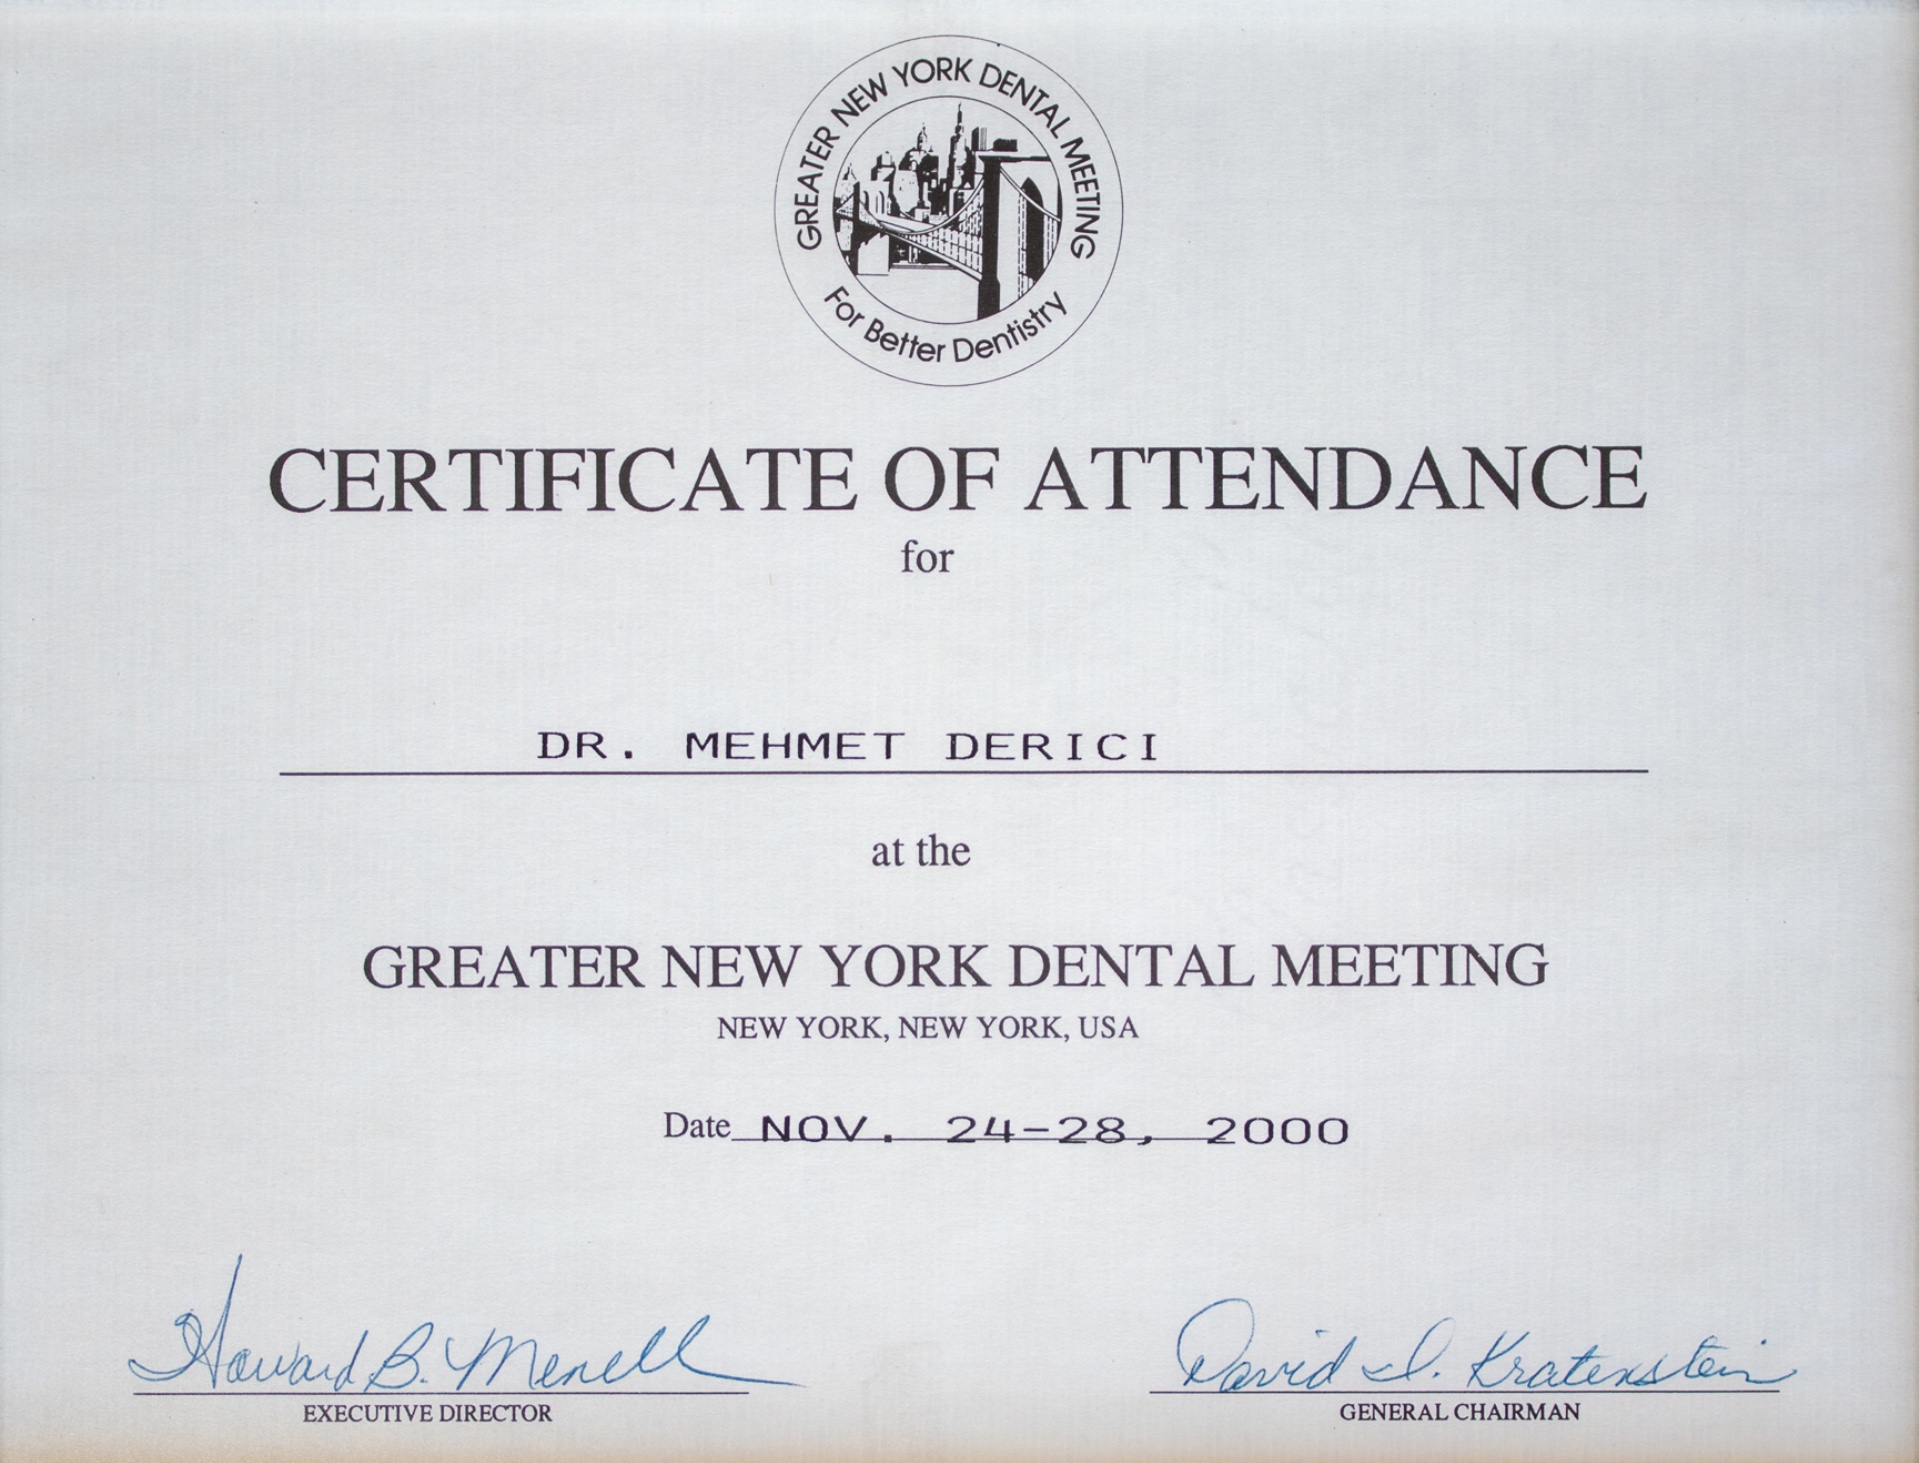 GREATER NEW YORK DENTAL MEETING
For Better Dentistry
CERTIFICATE OF ATTENDANCE
for
DR. MEHMET DERICI
at the
GREATER NEW YORK DENTAL MEETING
NEW YORK, NEW YORK, USA
Date NOV. 24-28, 2000
Howard B. Menell
EXECUTIVE DIRECTOR
David I. Kratenstein
GENERAL CHAIRMAN